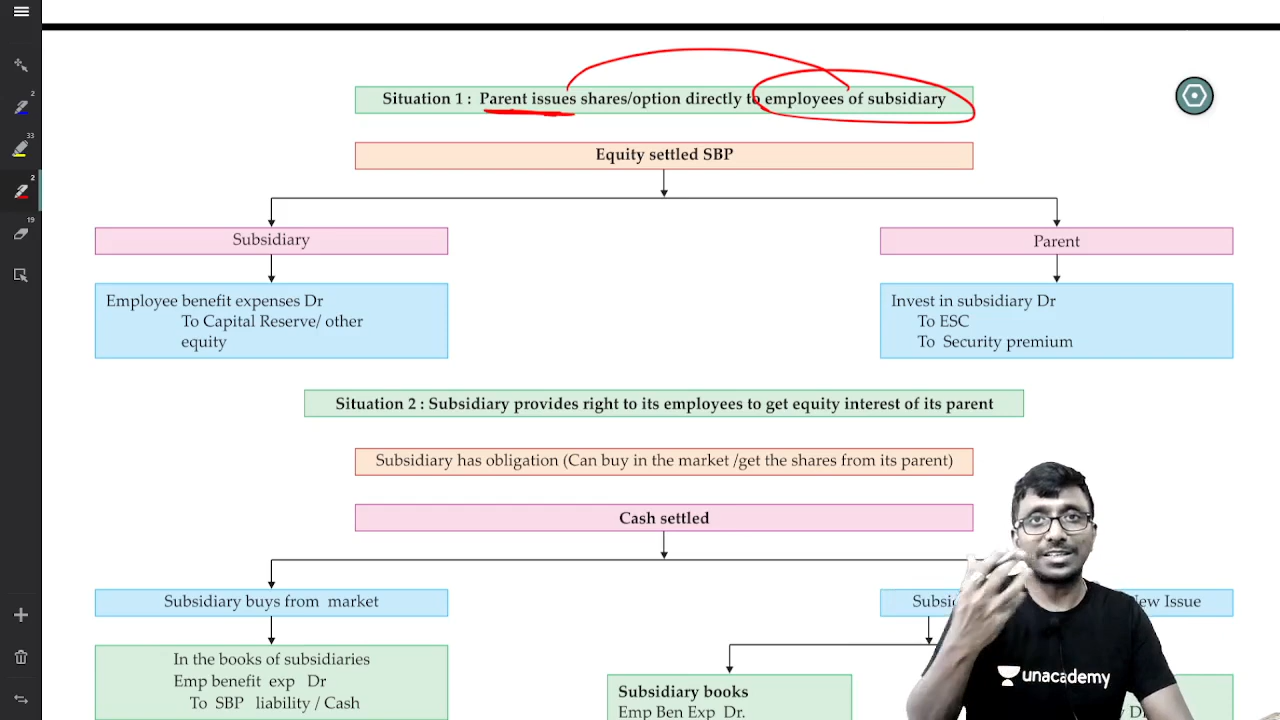 Situation 1 : Parent issues shares/option directly to employees of subsidiary
Equity settled SBP
Subsidiary
Parent
Employee benefit expenses Dr
To Capital Reserve/ other
equity
Invest in subsidiary Dr
To ESC
To Security premium
Situation 2 : Subsidiary provides right to its employees to get equity interest of its parent
Subsidiary has obligation (Can buy in the market /get the shares from its parent)
Cash settled
Subsidiary buys from market
New Issue
In the books of subsidiaries
Emp benefit exp Dr
To SBP liability / Cash
Subsidiary books
Emp Ben Exp Dr.
unacademy
2
33
2
19